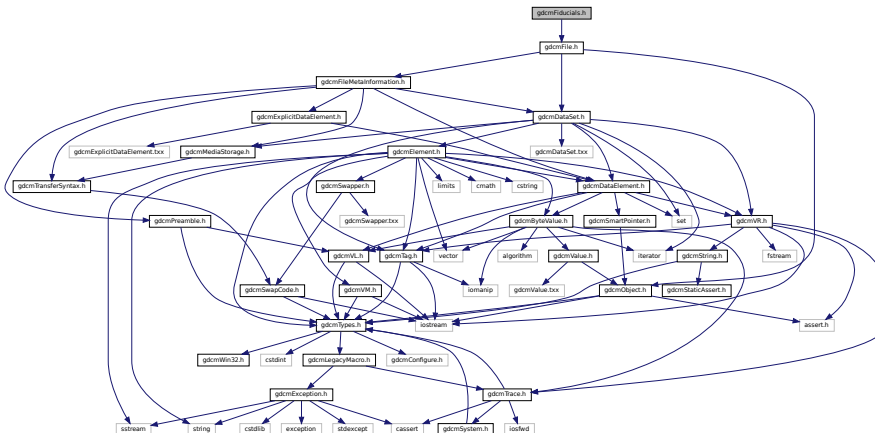 gdcmFiducials.h
gdcmFile.h
gdcmFileMetaInformation.h
gdcmExplicitDataElement.h
gdcmDataSet.h
gdcmExplicitDataElement.txx
gdcmMediaStorage.h
gdcmElement.h
gdcmDataSet.txx
gdcmTransferSyntax.h
gdcmSwapper.h
limits
cmath
cstring
gdcmDataElement.h
gdcmPreamble.h
gdcmSwapper.txx
gdcmByteValue.h
gdcmSmartPointer.h
set
gdcmVR.h
gdcmVL.h
gdcmTag.h
vector
algorithm
gdcmValue.h
iterator
gdcmString.h
fstream
gdcmSwapCode.h
gdcmVM.h
iomanip
gdcmValue.txx
gdcmObject.h
gdcmStaticAssert.h
gdcmTypes.h
iostream
assert.h
gdcmWin32.h
cstdint
gdcmLegacyMacro.h
gdcmConfigure.h
gdcmException.h
gdcmTrace.h
sstream
string
cstdlib
exception
stdexcept
cassert
gdcmSystem.h
iosfwd